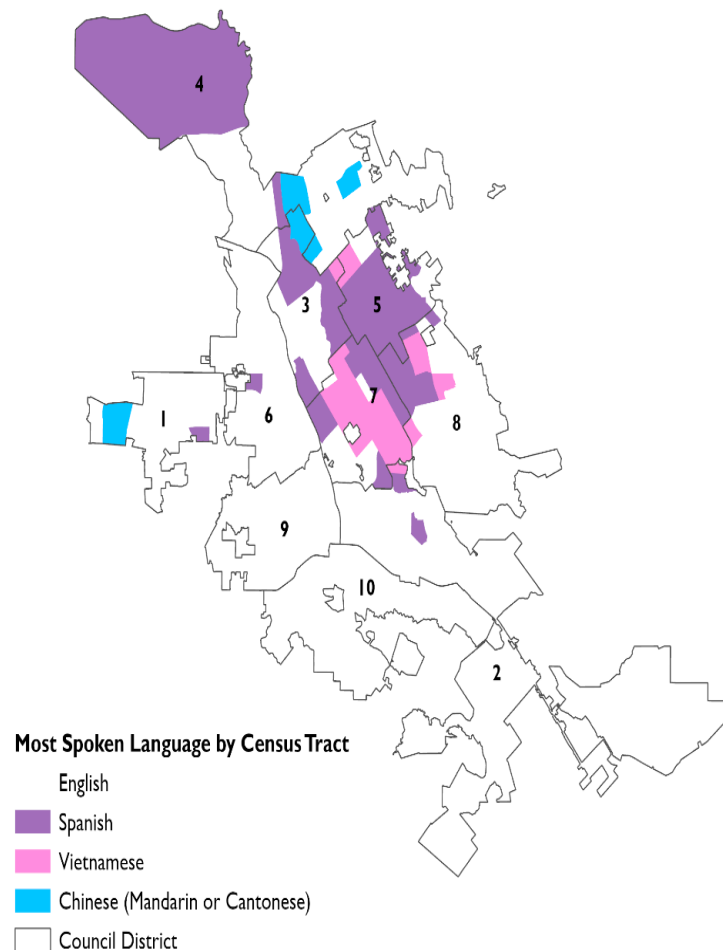 4
3
5
1
6
7
8
9
10
2
Most Spoken Language by Census Tract
English
Spanish
Vietnamese
Chinese (Mandarin or Cantonese)
Council District